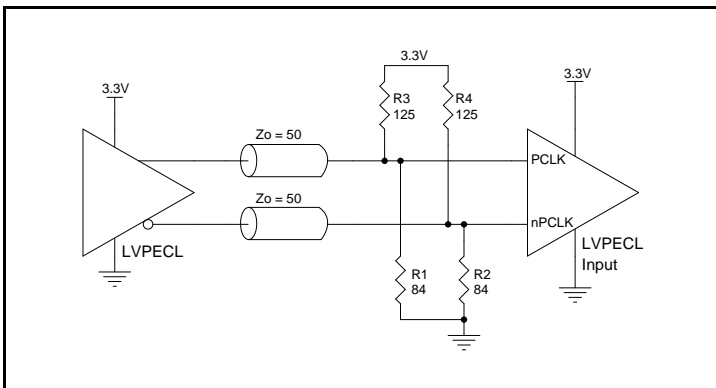 3.3V
3.3V
3.3V
R3
125
R4
125
Zo = 50
PCLK
Zo = 50
nPCLK
LVPECL
LVPECL
Input
R1
84
R2
84